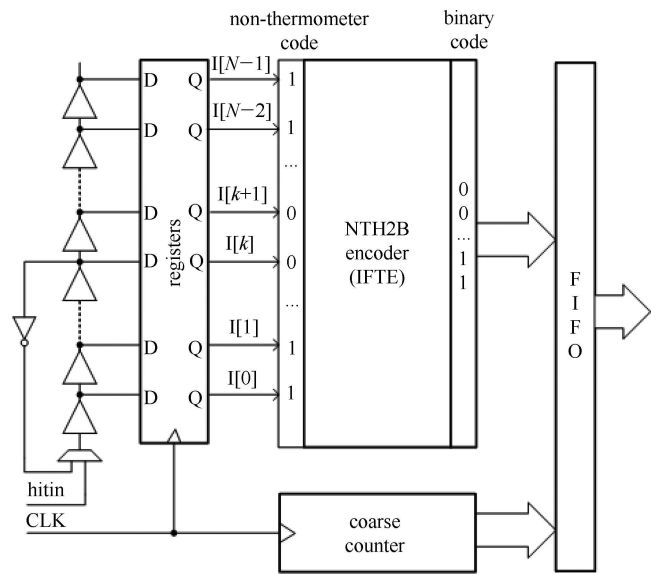 non-thermometer code
binary code
D Q I[N−1] 1
D Q I[N−2] 1
...
D Q I[k+1] 0
D Q I[k] 0
...
D Q I[1] 1
D Q I[0] 1
registers
NTH2B
encoder
(IFTE)
0
0
...
1
1
FIFO
hitin
CLK
coarse
counter